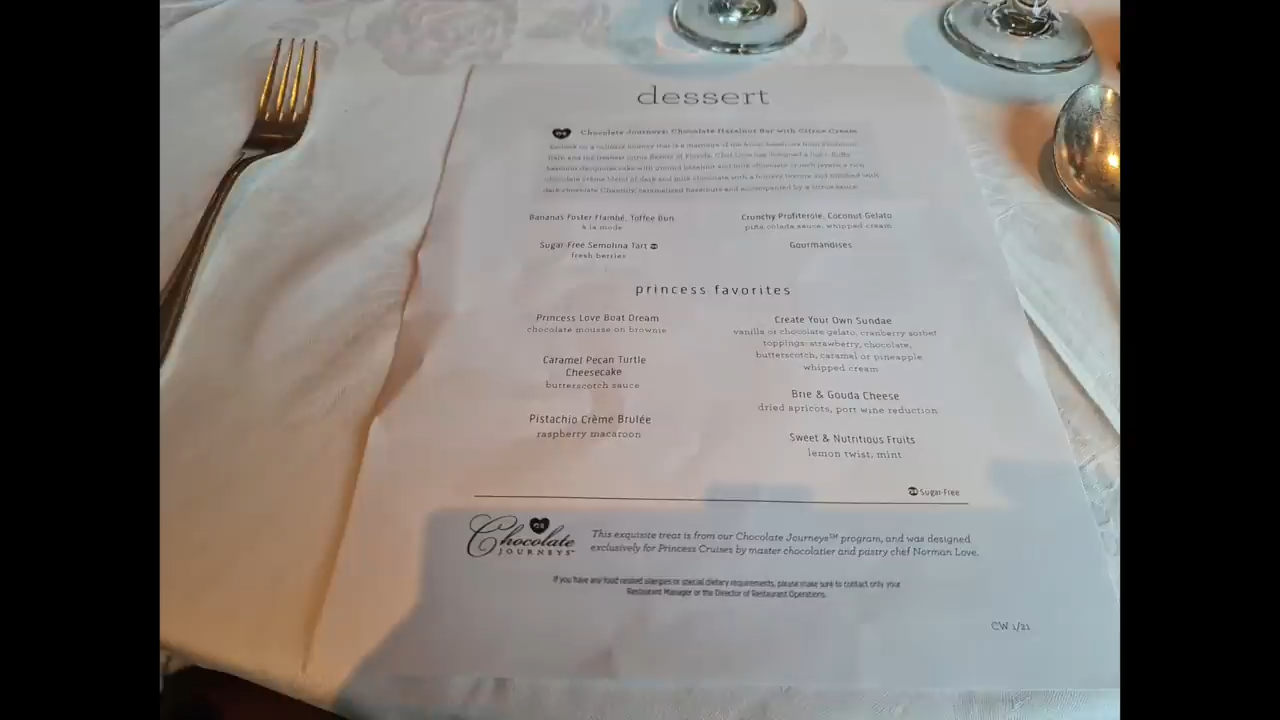 dessert
Chocolate Journeys: Chocolate Hazelnut Bar with Citrus Cream
Bananas Foster Flambé, Toffee Bun
à la mode
Sugar-Free Semolina Tart
fresh berries
Crunchy Profiterole, Coconut Gelato
piña colada sauce, whipped cream
Gourmandises
princess favorites
Princess Love Boat Dream
chocolate mousse on brownie
Caramel Pecan Turtle
Cheesecake
butterscotch sauce
Pistachio Crème Brulée
raspberry macaroon
Create Your Own Sundae
vanilla or chocolate gelato, cranberry sorbet
toppings: strawberry, chocolate,
butterscotch, caramel or pineapple
whipped cream
Brie & Gouda Cheese
dried apricots, port wine reduction
Sweet & Nutritious Fruits
lemon twist, mint
Sugar-Free
Chocolate
JOURNEYS
This exquisite treat is from our Chocolate Journeys℠ program, and was designed
exclusively for Princess Cruises by master chocolatier and pastry chef Norman Love.
If you have any food related allergies or special dietary requirements, please make sure to contact only your
Restaurant Manager or the Director of Restaurant Operations.
CW 1/21